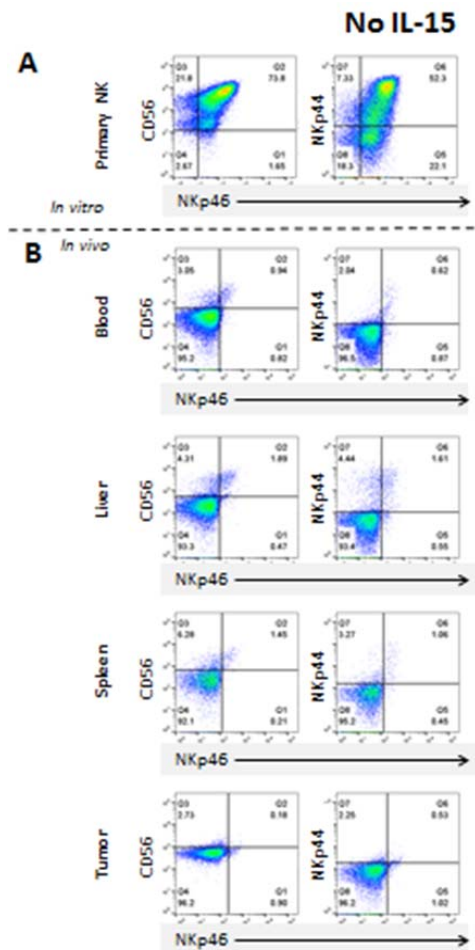 No IL-15
A
Primary NK
CD56
Q3
21.8
Q2
73.8
Q4
2.67
Q1
1.65
NKp44
Q7
7.33
Q6
52.3
Q8
18.3
Q5
22.1
NKp46
In vitro
In vivo
B
Blood
CD56
Q3
3.05
Q2
0.94
Q4
95.2
Q1
0.82
NKp44
Q7
2.04
Q6
0.62
Q8
96.5
Q5
0.87
NKp46
Liver
CD56
Q3
4.31
Q2
1.89
Q4
93.3
Q1
0.47
NKp44
Q7
4.44
Q6
1.61
Q8
93.4
Q5
0.55
NKp46
Spleen
CD56
Q3
6.28
Q2
1.45
Q4
92.1
Q1
0.21
NKp44
Q7
3.27
Q6
1.06
Q8
95.2
Q5
0.45
NKp46
Tumor
CD56
Q3
2.73
Q2
0.18
Q4
96.2
Q1
0.90
NKp44
Q7
2.25
Q6
0.53
Q8
96.2
Q5
1.02
NKp46